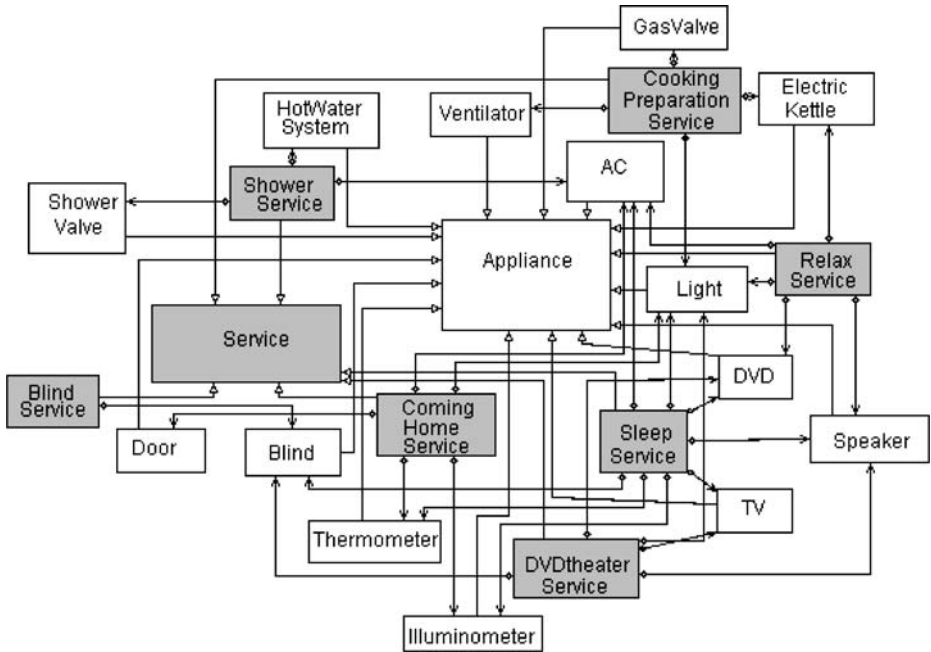 GasValve
Cooking
Preparation
Service
Electric
Kettle
HotWater
System
Ventilator
AC
Shower
Service
Shower
Valve
Appliance
Relax
Service
Light
Service
DVD
Blind
Service
Coming
Home
Service
Sleep
Service
Door
Blind
Speaker
TV
Thermometer
DVDtheater
Service
Illuminometer